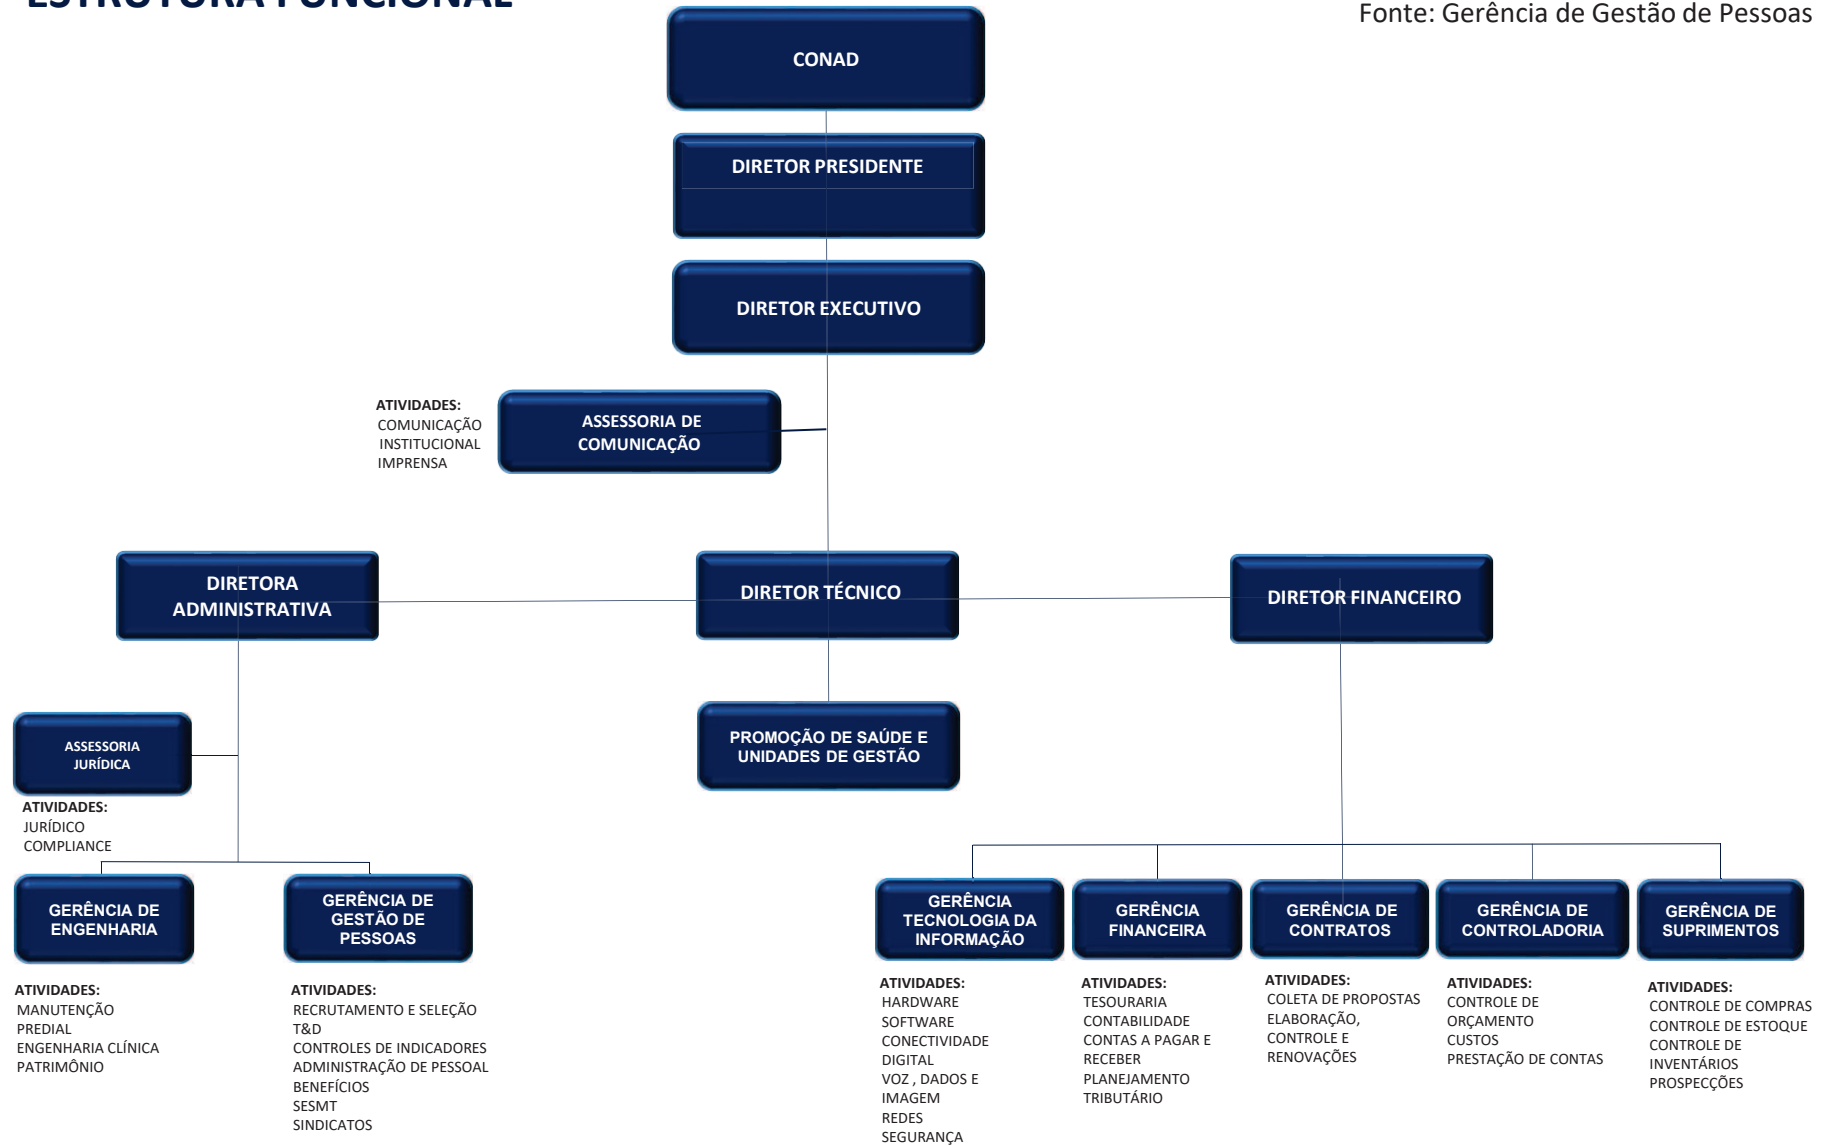 ESTRUTURA FUNCIONAL
Fonte: Gerência de Gestão de Pessoas
CONAD
DIRETOR PRESIDENTE
DIRETOR EXECUTIVO
ATIVIDADES:
COMUNICAÇÃO
INSTITUCIONAL
IMPRENSA
ASSESSORIA DE
COMUNICAÇÃO
DIRETORA
ADMINISTRATIVA
DIRETOR TÉCNICO
DIRETOR FINANCEIRO
ASSESSORIA
JURÍDICA
ATIVIDADES:
JURÍDICO
COMPLIANCE
PROMOÇÃO DE SAÚDE E
UNIDADES DE GESTÃO
GERÊNCIA DE
ENGENHARIA
ATIVIDADES:
MANUTENÇÃO
PREDIAL
ENGENHARIA CLÍNICA
PATRIMÔNIO
GERÊNCIA DE
GESTÃO DE
PESSOAS
ATIVIDADES:
RECRUTAMENTO E SELEÇÃO
T&D
CONTROLES DE INDICADORES
ADMINISTRAÇÃO DE PESSOAL
BENEFÍCIOS
SESMT
SINDICATOS
GERÊNCIA
TECNOLOGIA DA
INFORMAÇÃO
ATIVIDADES:
HARDWARE
SOFTWARE
CONECTIVIDADE
DIGITAL
VOZ , DADOS E
IMAGEM
REDES
SEGURANÇA
GERÊNCIA
FINANCEIRA
ATIVIDADES:
TESOURARIA
CONTABILIDADE
CONTAS A PAGAR E
RECEBER
PLANEJAMENTO
TRIBUTÁRIO
GERÊNCIA DE
CONTRATOS
ATIVIDADES:
COLETA DE PROPOSTAS
ELABORAÇÃO,
CONTROLE E
RENOVAÇÕES
GERÊNCIA DE
CONTROLADORIA
ATIVIDADES:
CONTROLE DE
ORÇAMENTO
CUSTOS
PRESTAÇÃO DE CONTAS
GERÊNCIA DE
SUPRIMENTOS
ATIVIDADES:
CONTROLE DE COMPRAS
CONTROLE DE ESTOQUE
CONTROLE DE
INVENTÁRIOS
PROSPECÇÕES